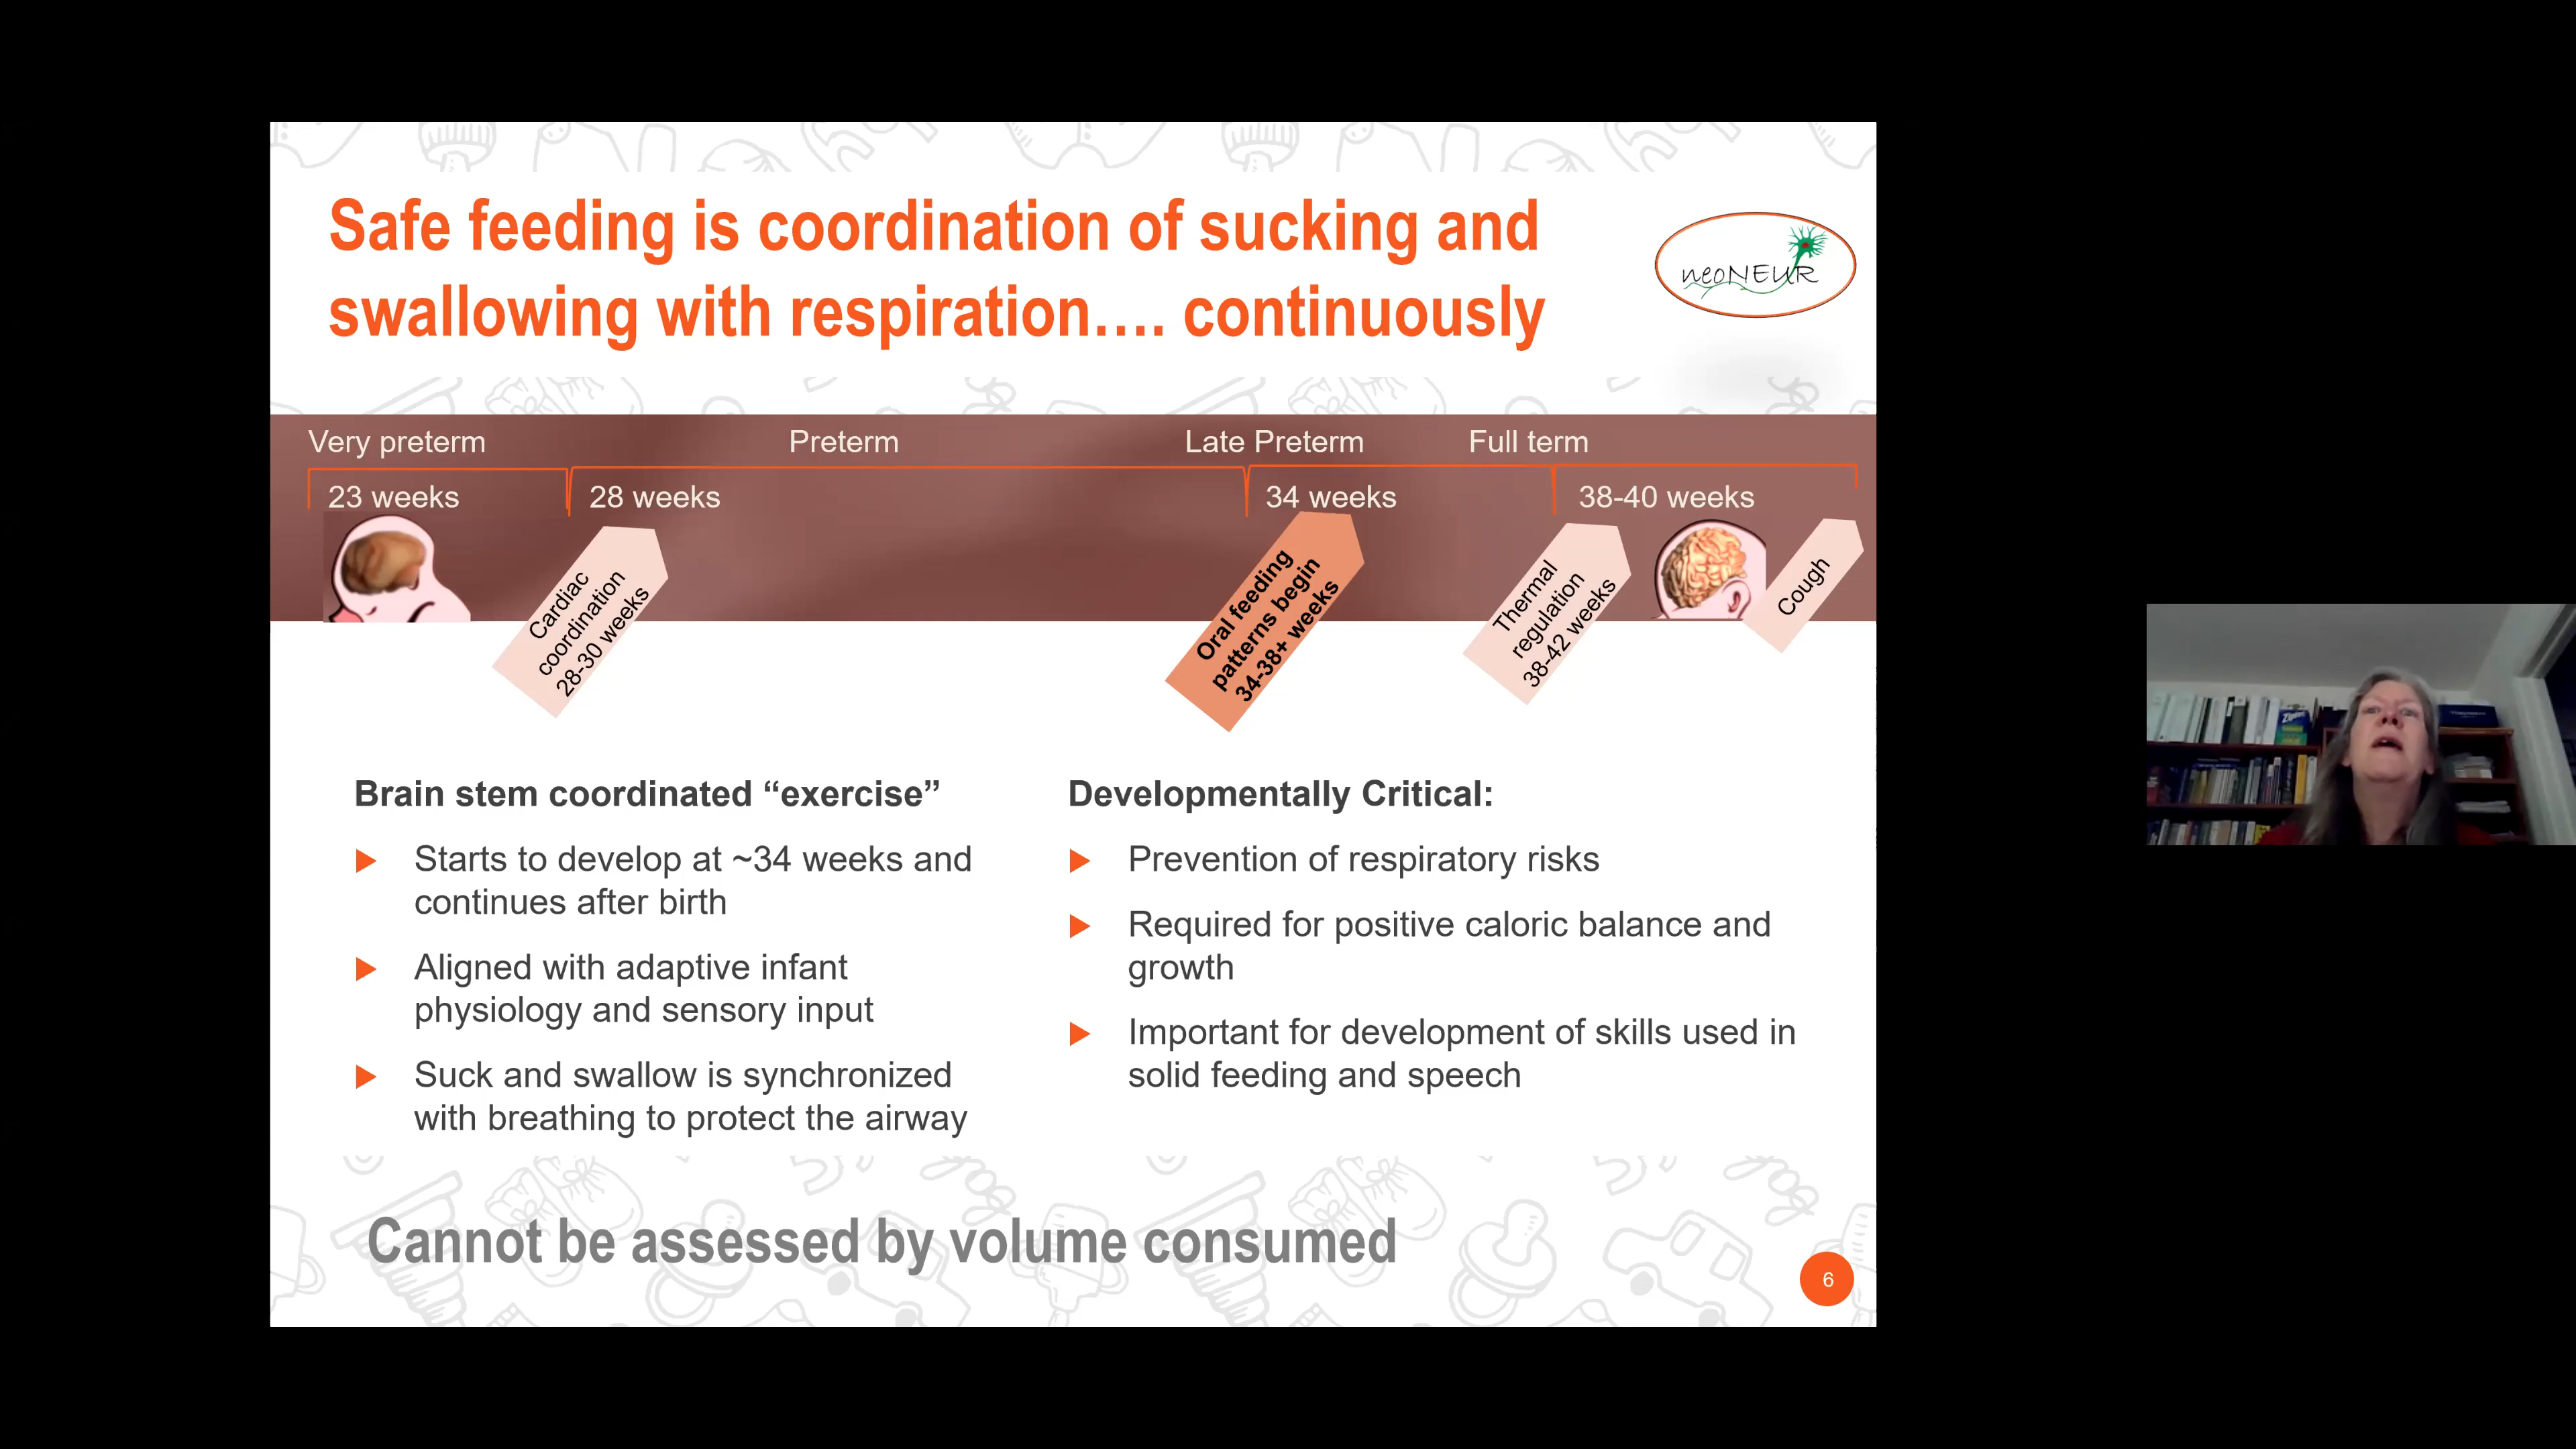 Safe feeding is coordination of sucking and
swallowing with respiration…. continuously
neoNEUR
Very preterm
Preterm
Late Preterm
Full term
23 weeks
28 weeks
34 weeks
38-40 weeks
Cardiac
coordination
28-30 weeks
Oral feeding
patterns begin
34-38+ weeks
Thermal
regulation
38-42 weeks
Cough
Brain stem coordinated “exercise”
Starts to develop at ~34 weeks and
continues after birth
Aligned with adaptive infant
physiology and sensory input
Suck and swallow is synchronized
with breathing to protect the airway
Developmentally Critical:
Prevention of respiratory risks
Required for positive caloric balance and
growth
Important for development of skills used in
solid feeding and speech
Cannot be assessed by volume consumed
6
Ziploc